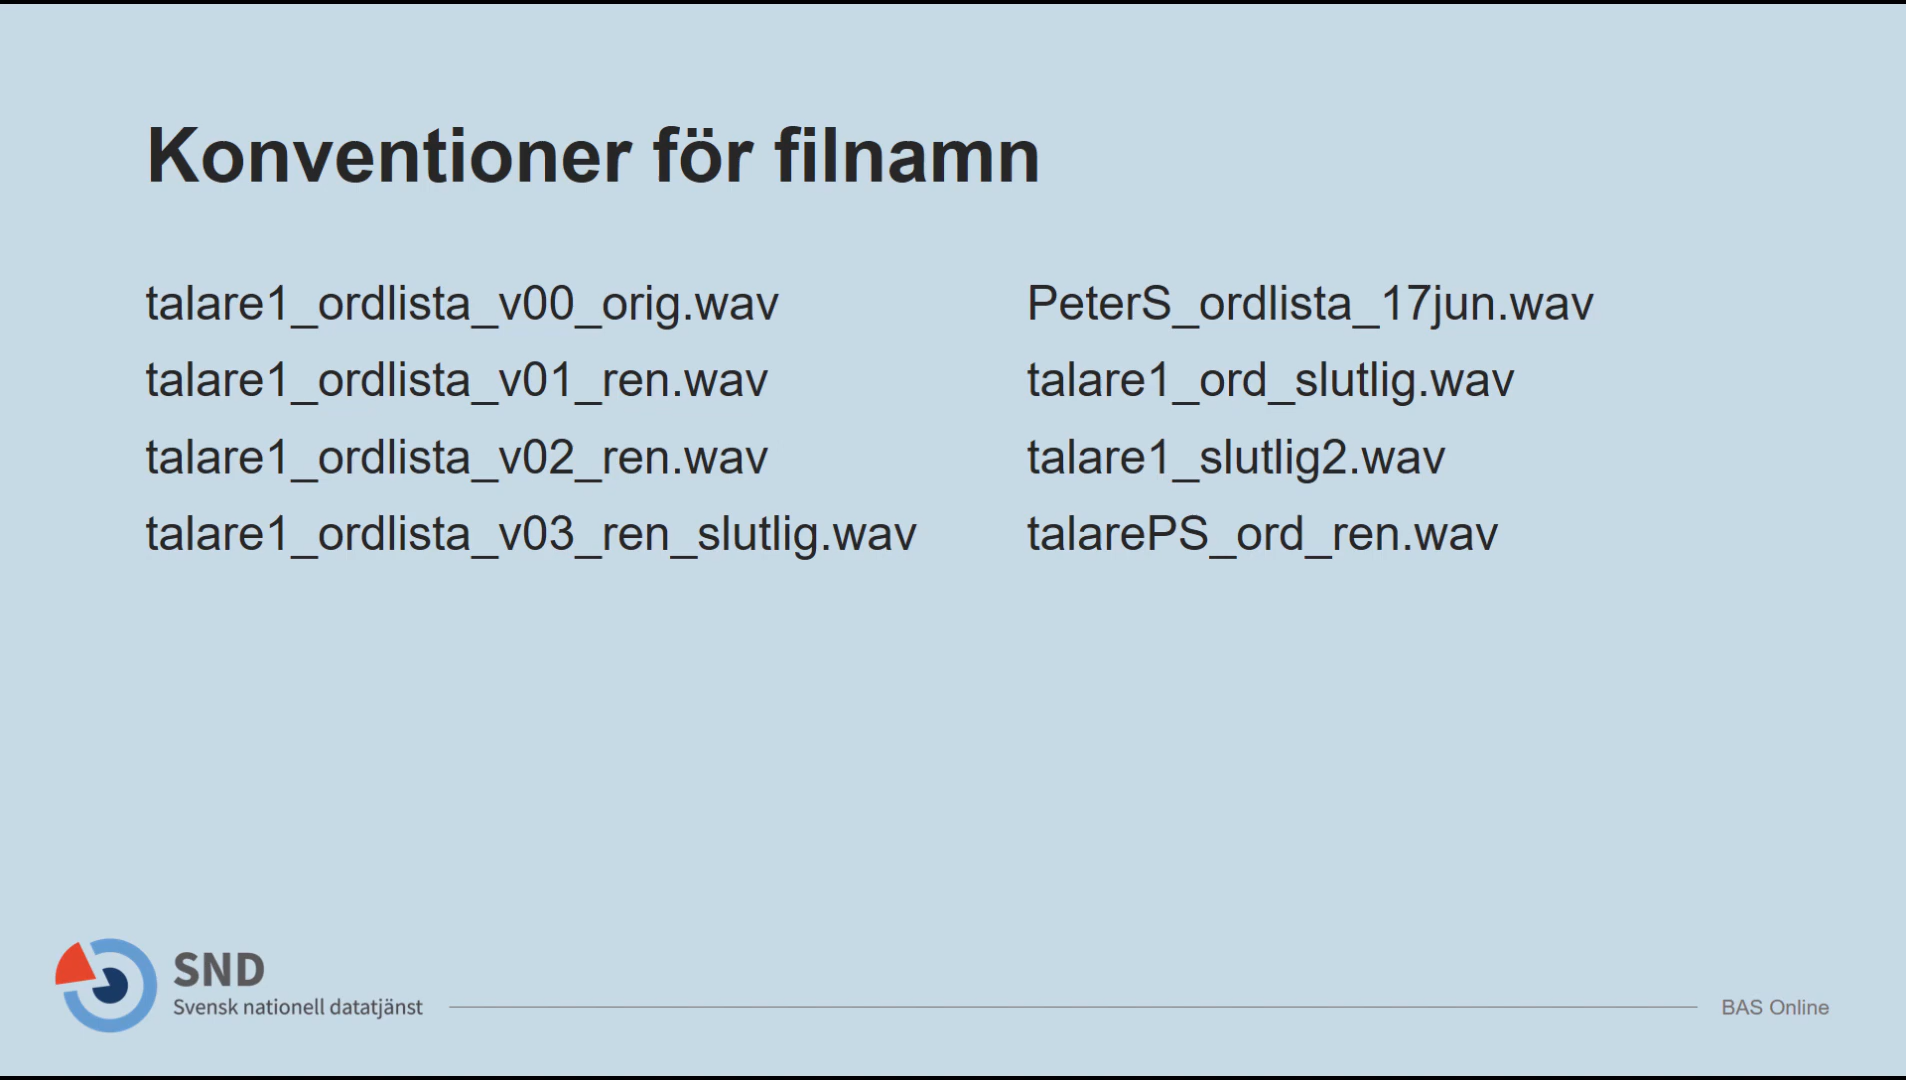 Konventioner för filnamn
talare1_ordlista_v00_orig.wav
talare1_ordlista_v01_ren.wav
talare1_ordlista_v02_ren.wav
talare1_ordlista_v03_ren_slutlig.wav
PeterS_ordlista_17jun.wav
talare1_ord_slutlig.wav
talare1_slutlig2.wav
talarePS_ord_ren.wav
SND
Svensk nationell datatjänst
BAS Online